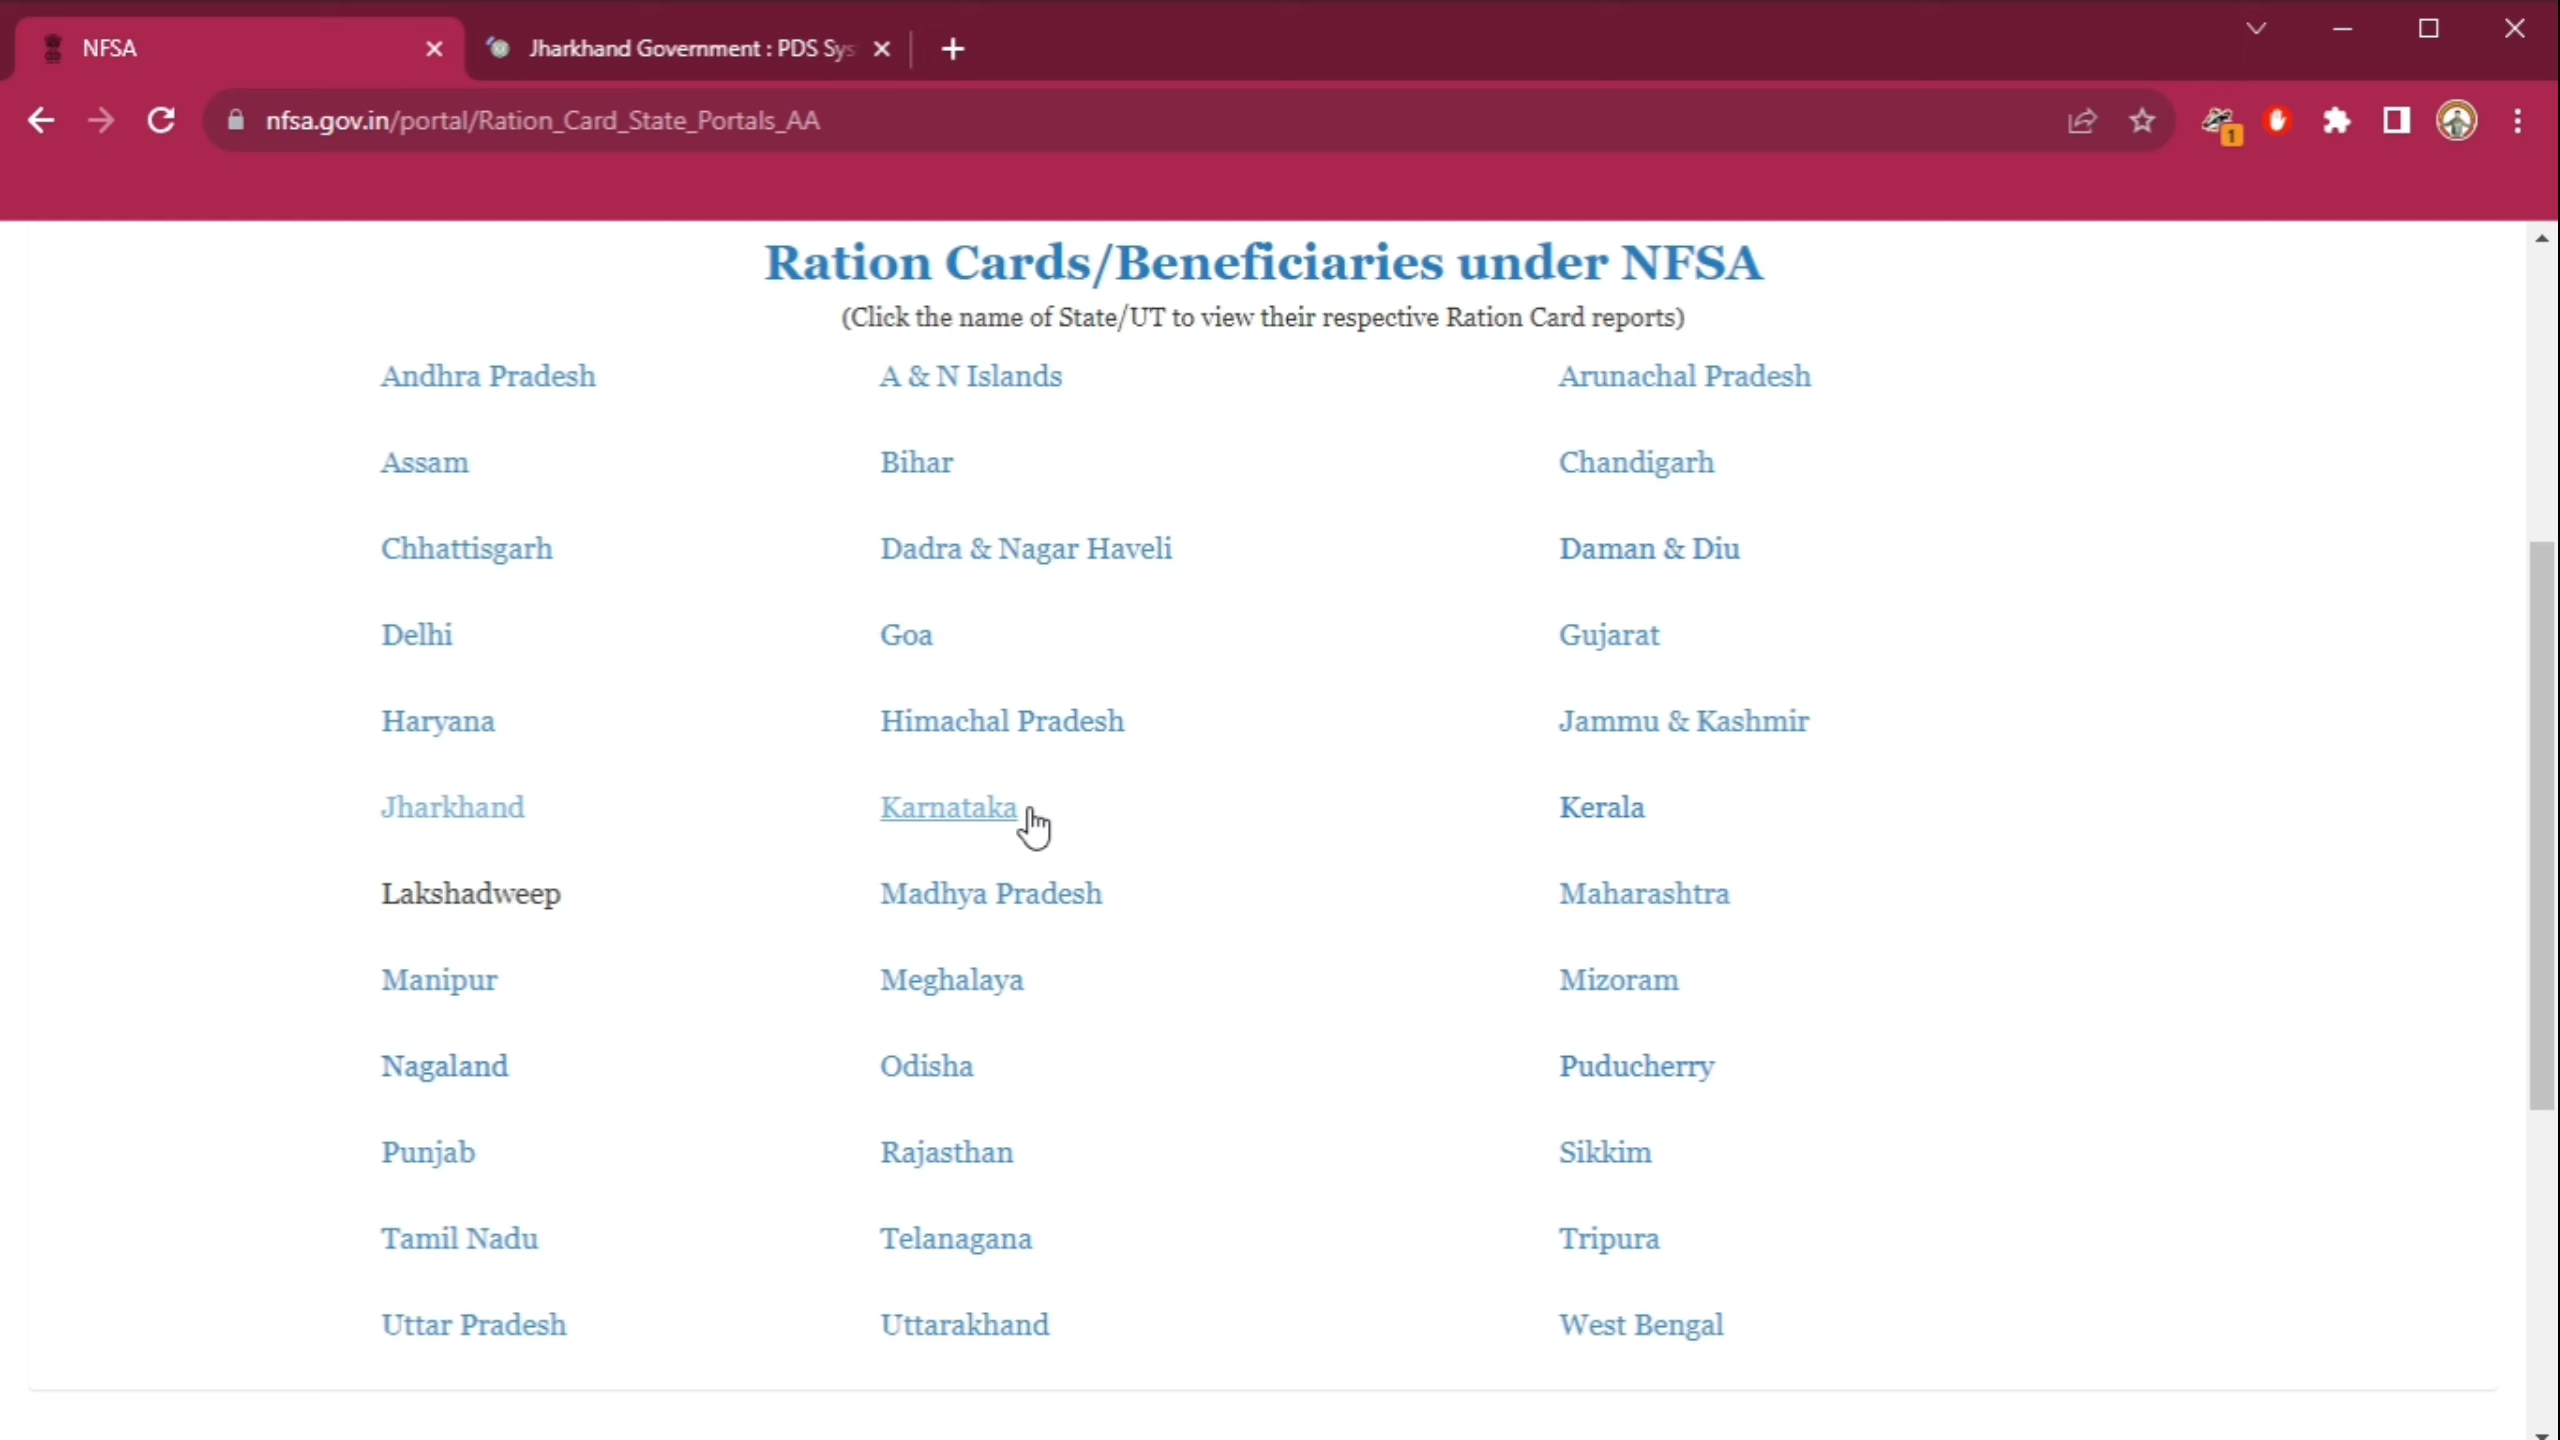 NFSA
Jharkhand Government : PDS Sys
nfsa.gov.in/portal/Ration_Card_State_Portals_AA
1
Ration Cards/Beneficiaries under NFSA
(Click the name of State/UT to view their respective Ration Card reports)
Andhra Pradesh A & N Islands Arunachal Pradesh
Assam Bihar Chandigarh
Chhattisgarh Dadra & Nagar Haveli Daman & Diu
Delhi Goa Gujarat
Haryana Himachal Pradesh Jammu & Kashmir
Jharkhand Karnataka Kerala
Lakshadweep Madhya Pradesh Maharashtra
Manipur Meghalaya Mizoram
Nagaland Odisha Puducherry
Punjab Rajasthan Sikkim
Tamil Nadu Telanagana Tripura
Uttar Pradesh Uttarakhand West Bengal